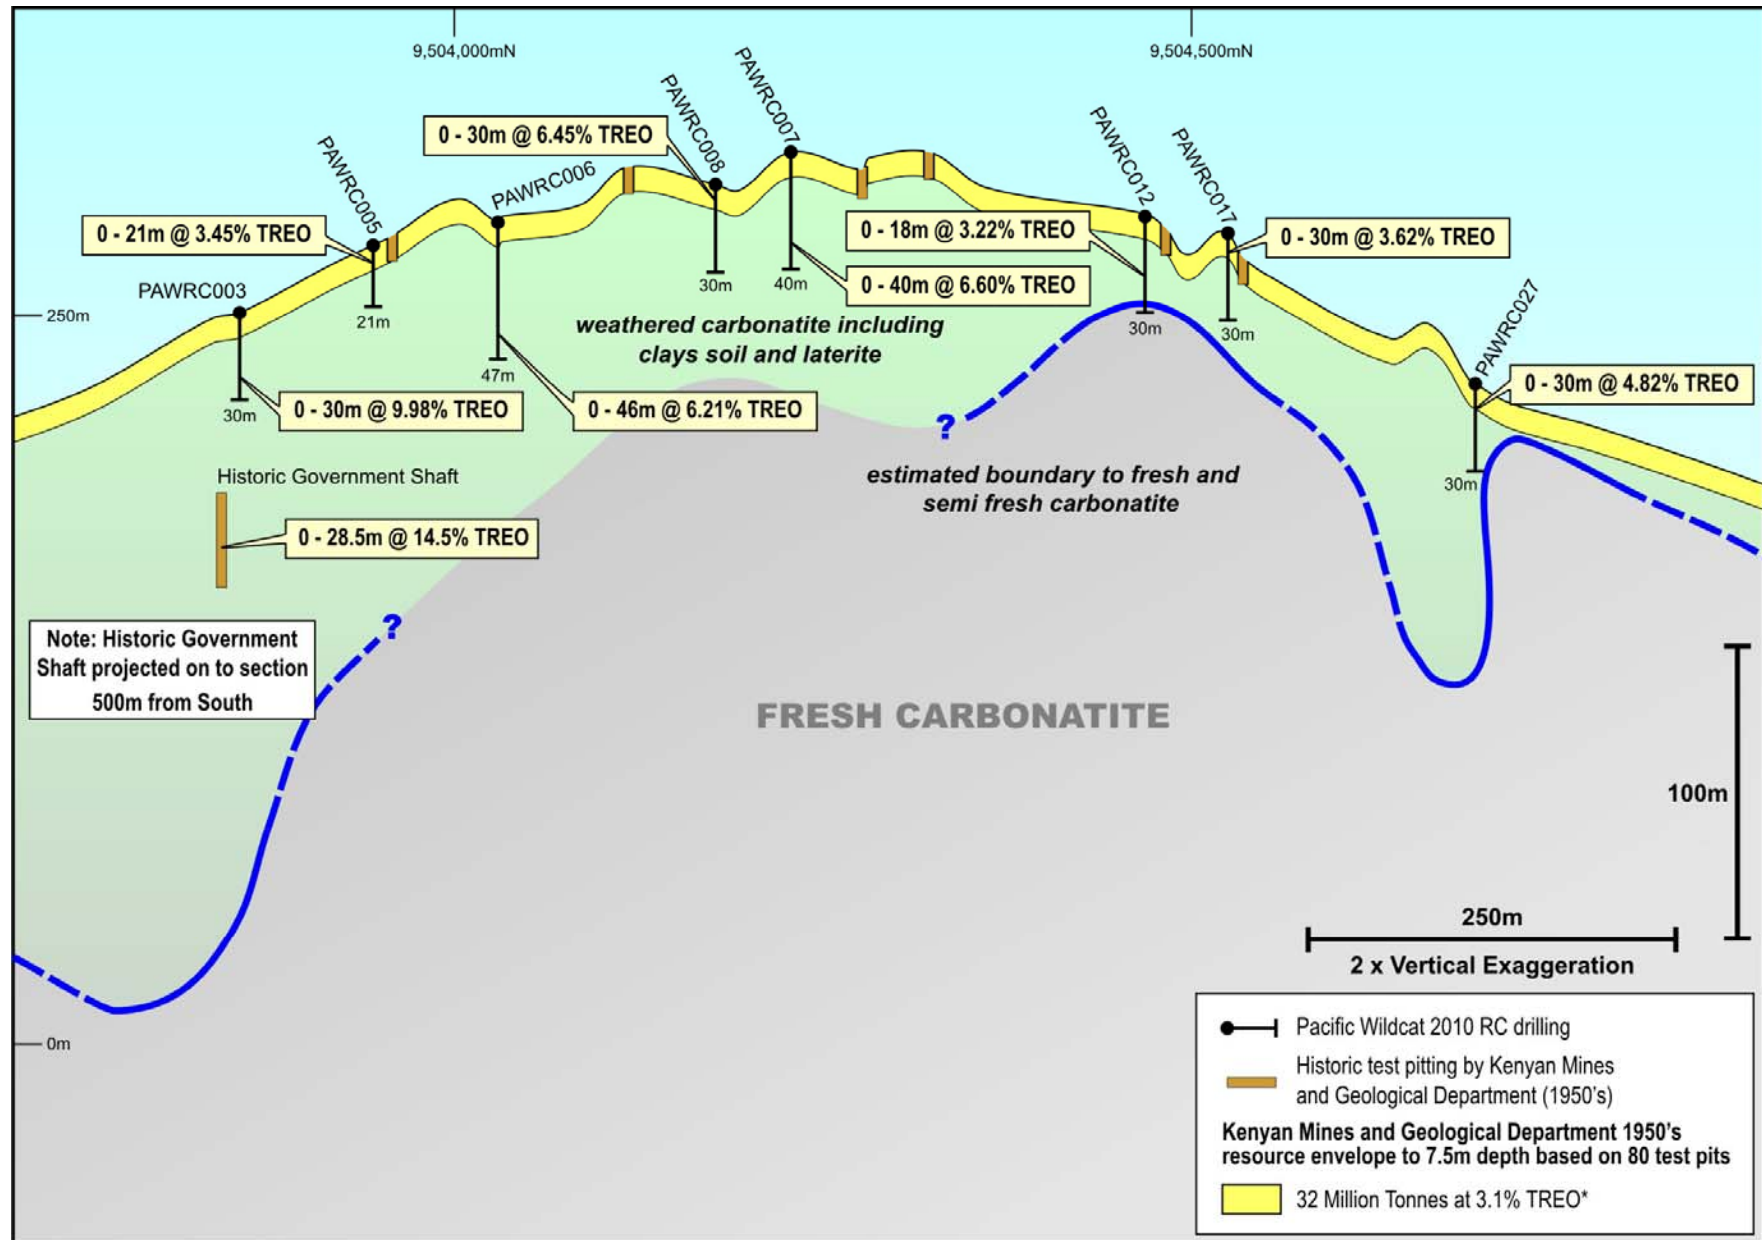 9,504,000mN
9,504,500mN
PAWRC007
0 - 30m @ 6.45% TREO
PAWRC008
PAWRC012
PAWRC005
PAWRC006
PAWRC017
0 - 21m @ 3.45% TREO
0 - 18m @ 3.22% TREO
0 - 30m @ 3.62% TREO
PAWRC003
30m
40m
0 - 40m @ 6.60% TREO
PAWRC027
250m
21m
weathered carbonatite including
clays soil and laterite
30m
30m
47m
0 - 30m @ 4.82% TREO
30m
0 - 30m @ 9.98% TREO
0 - 46m @ 6.21% TREO
?
Historic Government Shaft
estimated boundary to fresh and
semi fresh carbonatite
30m
0 - 28.5m @ 14.5% TREO
?
Note: Historic Government
Shaft projected on to section
500m from South
FRESH CARBONATITE
100m
250m
2 x Vertical Exaggeration
0m
Pacific Wildcat 2010 RC drilling
Historic test pitting by Kenyan Mines
and Geological Department (1950's)
Kenyan Mines and Geological Department 1950's
resource envelope to 7.5m depth based on 80 test pits
32 Million Tonnes at 3.1% TREO*